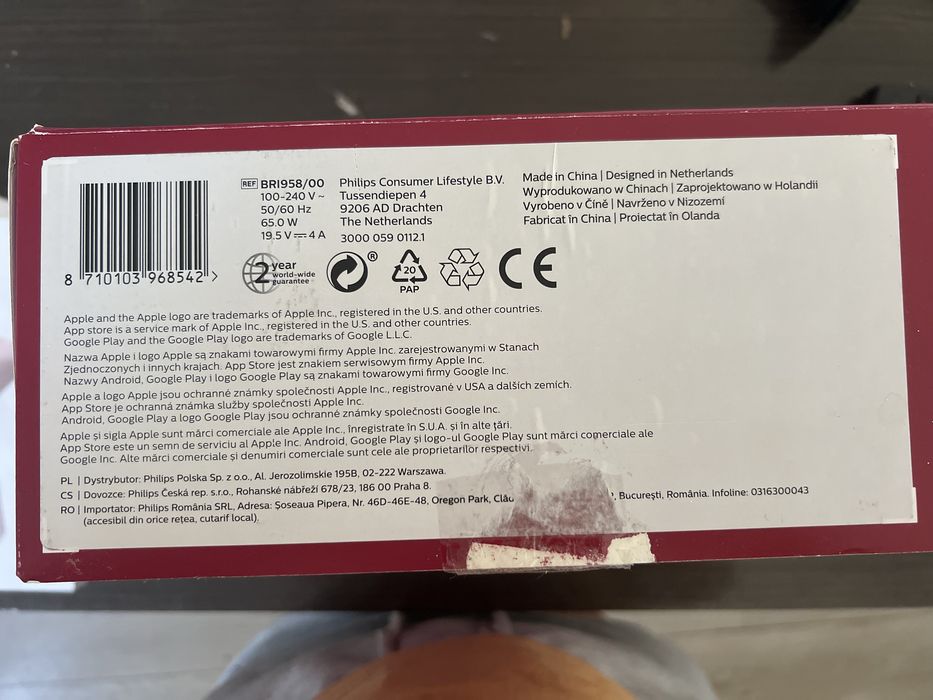 REF BRI958/00
100-240 V ~
50/60 Hz
65.0 W
19.5 V ⎓ 4 A
Philips Consumer Lifestyle B.V.
Tussendiepen 4
9206 AD Drachten
The Netherlands
3000 059 0112.1
Made in China | Designed in Netherlands
Wyprodukowano w Chinach | Zaprojektowano w Holandii
Vyrobeno v Číně | Navrženo v Nizozemí
Fabricat în China | Proiectat în Olanda
8 710103 968542 >
2 year
world-wide
guarantee
®
20
PAP
CE
Apple and the Apple logo are trademarks of Apple Inc., registered in the U.S. and other countries.
App store is a service mark of Apple Inc., registered in the U.S. and other countries.
Google Play and the Google Play logo are trademarks of Google L.L.C.
Nazwa Apple i logo Apple są znakami towarowymi firmy Apple Inc. zarejestrowanymi w Stanach
Zjednoczonych i innych krajach. App Store jest znakiem serwisowym firmy Apple Inc.
Nazwy Android, Google Play i logo Google Play są znakami towarowymi firmy Google Inc.
Apple a logo Apple jsou ochranné známky společnosti Apple Inc., registrované v USA a dalších zemích.
App Store je ochranná známka služby společnosti Apple Inc.
Android, Google Play a logo Google Play jsou ochranné známky společnosti Google Inc.
Apple și sigla Apple sunt mărci comerciale ale Apple Inc., înregistrate în S.U.A. și în alte țări.
App Store este un semn de serviciu al Apple Inc. Android, Google Play și logo-ul Google Play sunt mărci comerciale ale
Google Inc. Alte mărci comerciale și denumiri comerciale sunt cele ale proprietarilor respectivi.
PL | Dystrybutor: Philips Polska Sp. z o.o., Al. Jerozolimskie 195B, 02-222 Warszawa.
CS | Dovozce: Philips Česká rep. s.r.o., Rohanské nábřeží 678/23, 186 00 Praha 8.
RO | Importator: Philips România SRL, Adresa: Șoseaua Pipera, Nr. 46D-46E-48, Oregon Park, , București, România. Infoline: 0316300043
(accesibil din orice rețea, cutarif local).